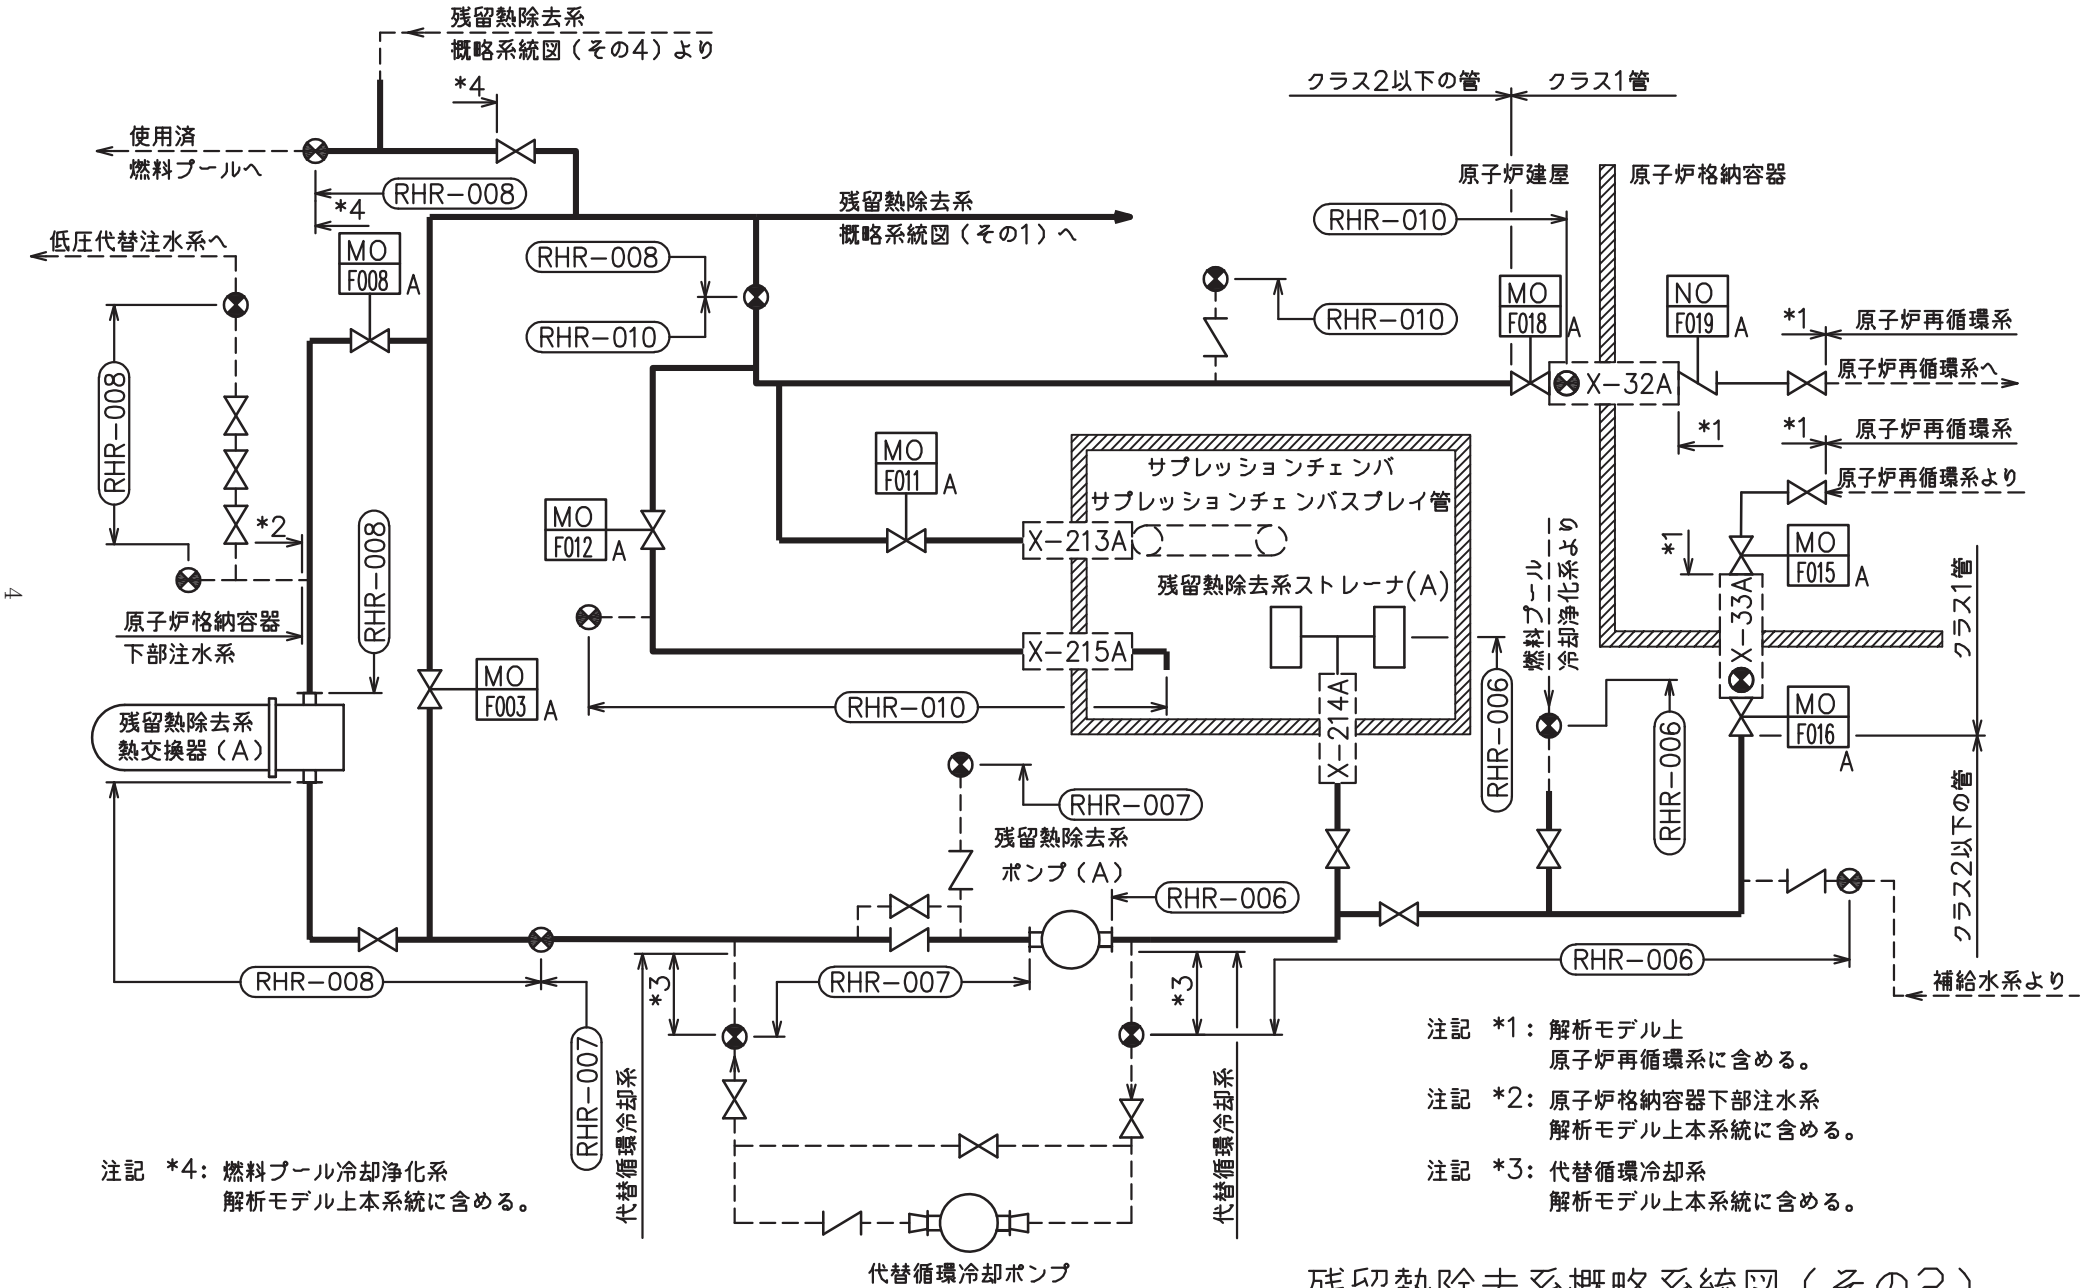 残留熱除去系
概略系統図（その4）より
*4
クラス2以下の管
クラス1管
使用済
燃料プールへ
RHR-008
*4
原子炉建屋
原子炉格納容器
残留熱除去系
概略系統図（その1）へ
RHR-010
低圧代替注水系へ
MO
F008
A
RHR-008
RHR-010
RHR-010
MO
F018
A
NO
F019
A
*1
原子炉再循環系
原子炉再循環系へ
X-32A
*1
*1
原子炉再循環系
原子炉再循環系より
RHR-008
*2
RHR-008
MO
F011
A
MO
F012
A
サプレッションチェンバ
サプレッションチェンバスプレイ管
X-213A
残留熱除去系ストレーナ(A)
X-215A
X-214A
RHR-010
RHR-006
燃料プール
冷却浄化系より
*1
MO
F015
A
X-33A
クラス1管
原子炉格納容器
下部注水系
MO
F003
A
残留熱除去系
熱交換器（A）
MO
F016
A
RHR-006
クラス2以下の管
RHR-007
残留熱除去系
ポンプ（A）
RHR-006
RHR-008
RHR-007
*3
RHR-007
*3
RHR-006
補給水系より
代替循環冷却系
代替循環冷却系
4
注記 *1: 解析モデル上
原子炉再循環系に含める。
注記 *2: 原子炉格納容器下部注水系
解析モデル上本系統に含める。
注記 *3: 代替循環冷却系
解析モデル上本系統に含める。
注記 *4: 燃料プール冷却浄化系
解析モデル上本系統に含める。
代替循環冷却ポンプ
残留熱除去系概略系統図（その2）